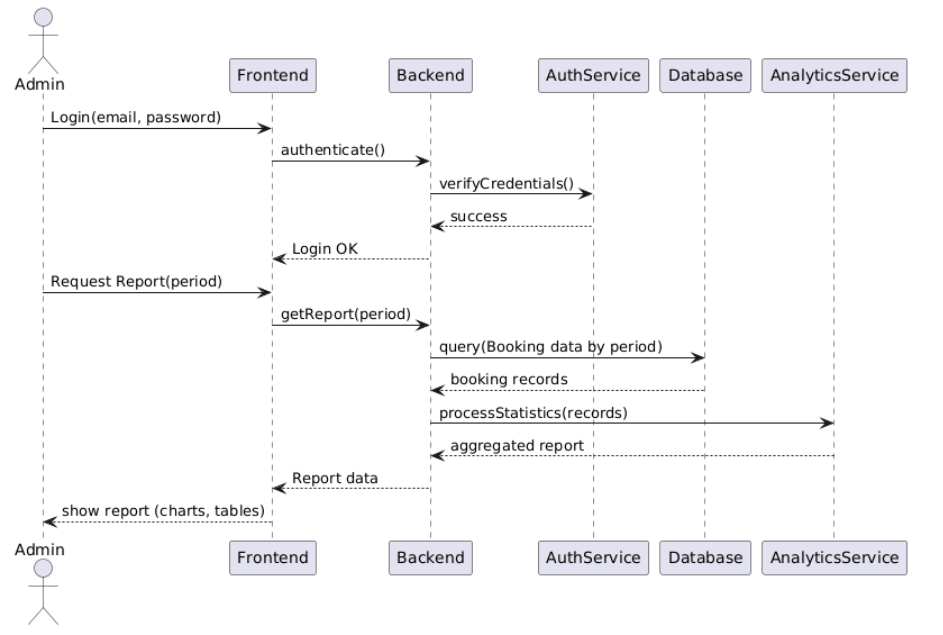 Admin
Frontend
Backend
AuthService
Database
AnalyticsService
Login(email, password)
authenticate()
verifyCredentials()
success
Login OK
Request Report(period)
getReport(period)
query(Booking data by period)
booking records
processStatistics(records)
aggregated report
Report data
show report (charts, tables)
Admin
Frontend
Backend
AuthService
Database
AnalyticsService